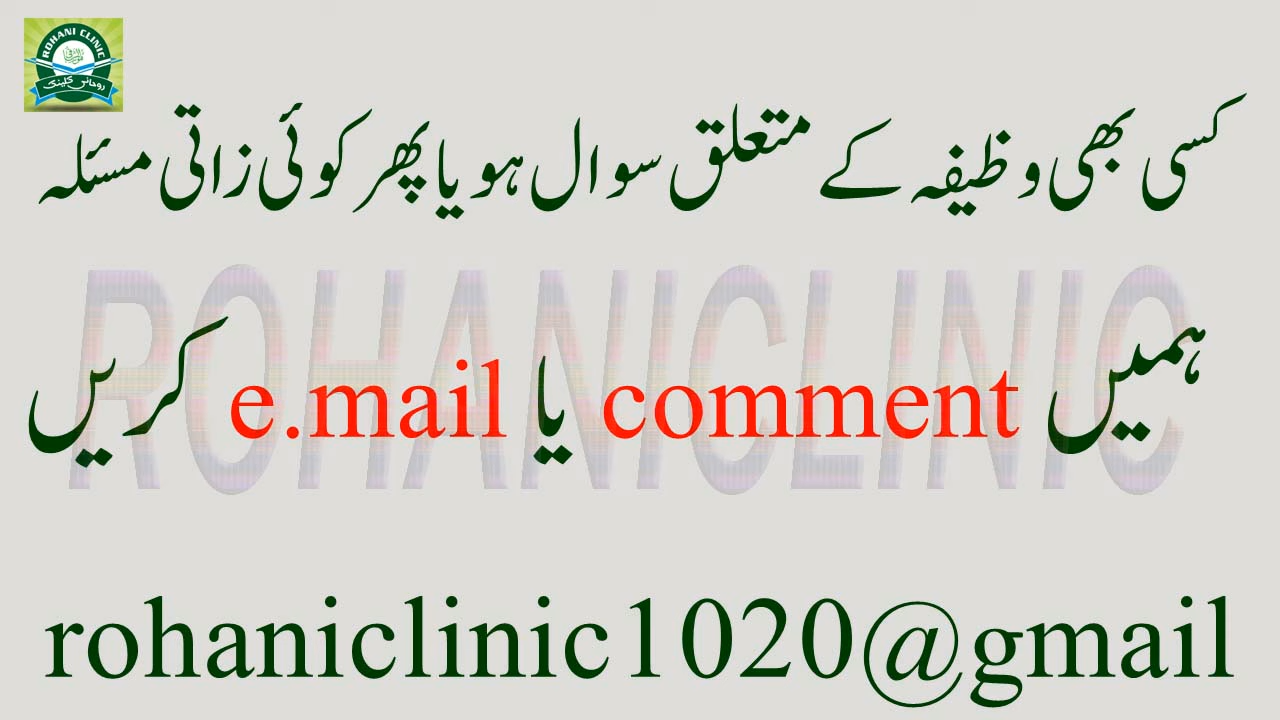 ROHANI CLINIC
روحانی کلینک
کسی بھی وظیفہ کے متعلق سوال ہو یا پھر کوئی زاتی مسئلہ
ROHANICLINIC
ہمیں comment یا e.mail کریں
rohaniclinic1020@gmail